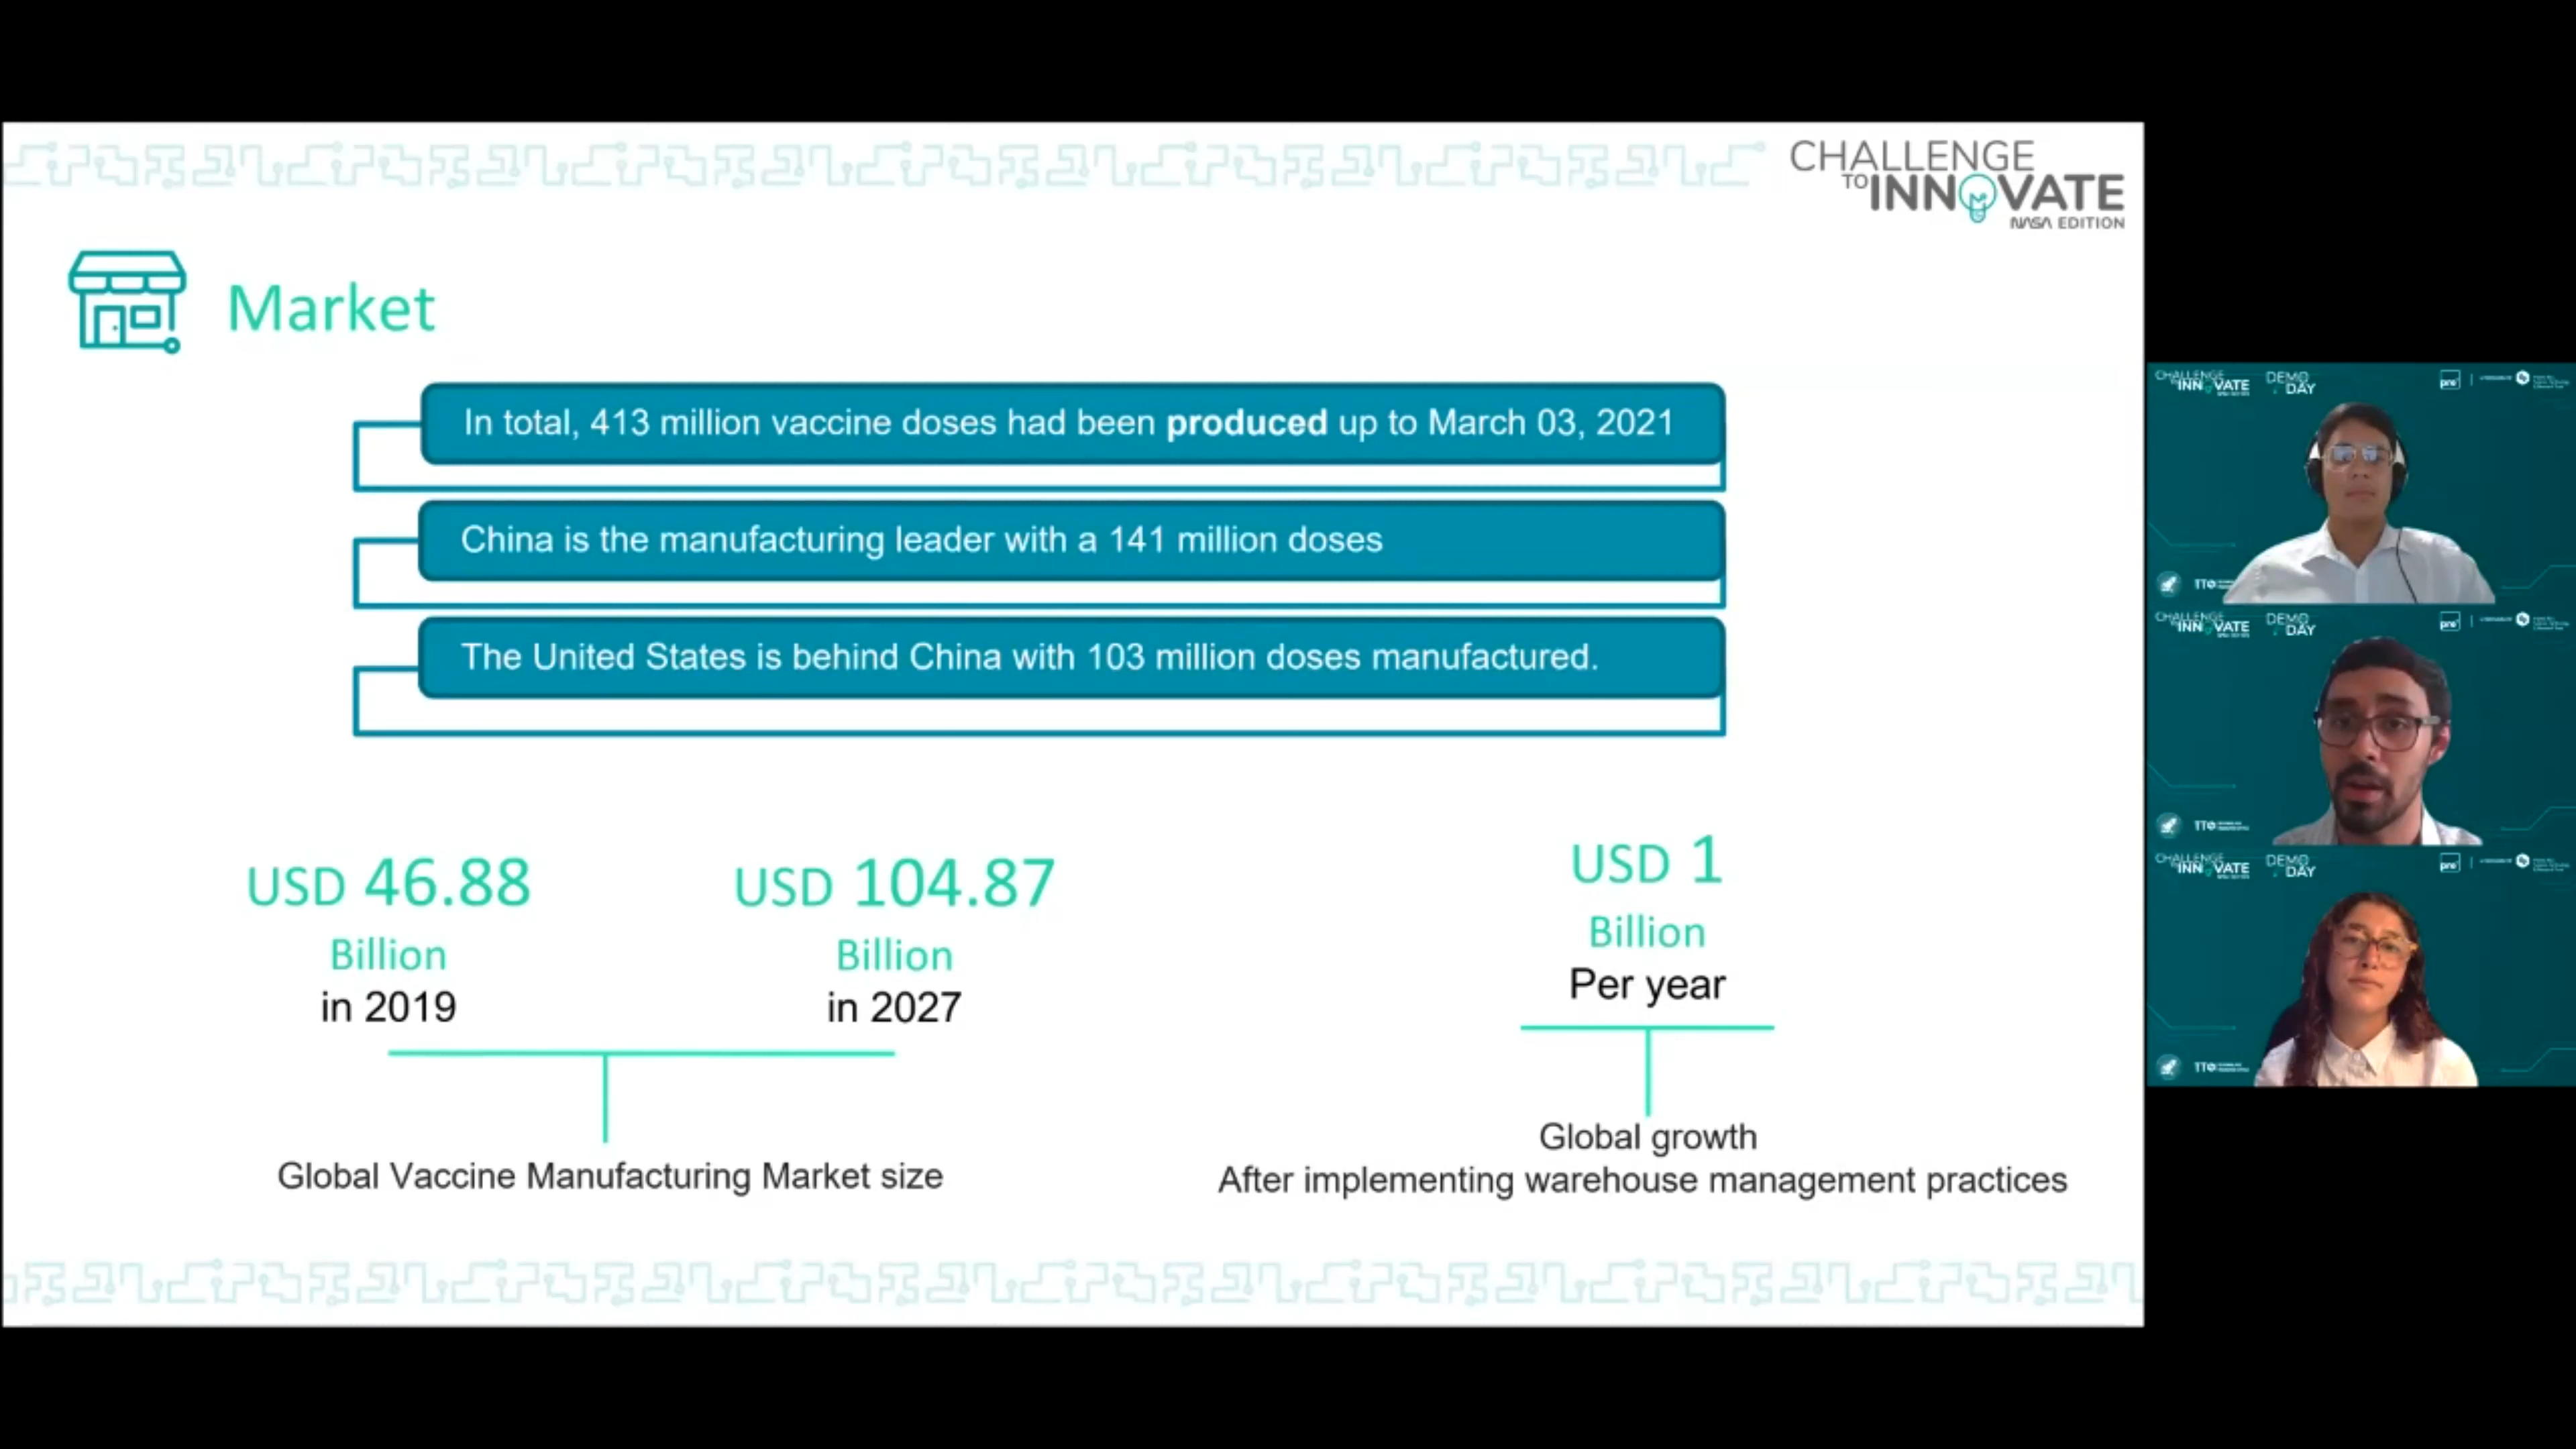 CHALLENGE
TO INNOVATE
NASA EDITION
Market
In total, 413 million vaccine doses had been produced up to March 03, 2021
China is the manufacturing leader with a 141 million doses
The United States is behind China with 103 million doses manufactured.
USD 46.88
Billion
in 2019
USD 104.87
Billion
in 2027
Global Vaccine Manufacturing Market size
USD 1
Billion
Per year
Global growth
After implementing warehouse management practices
CHALLENGE
INNOVATE
DEMO
DAY
TTO
CHALLENGE
INNOVATE
DEMO
DAY
TTO
CHALLENGE
INNOVATE
DEMO
DAY
TTO